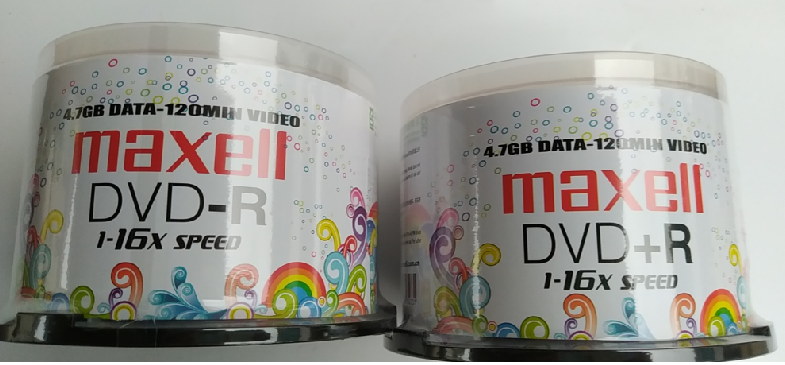 4.7GB DATA-120MIN VIDEO
maxell
DVD-R
1-16X SPEED
4.7GB DATA-120MIN VIDEO
maxell
DVD+R
1-16X SPEED